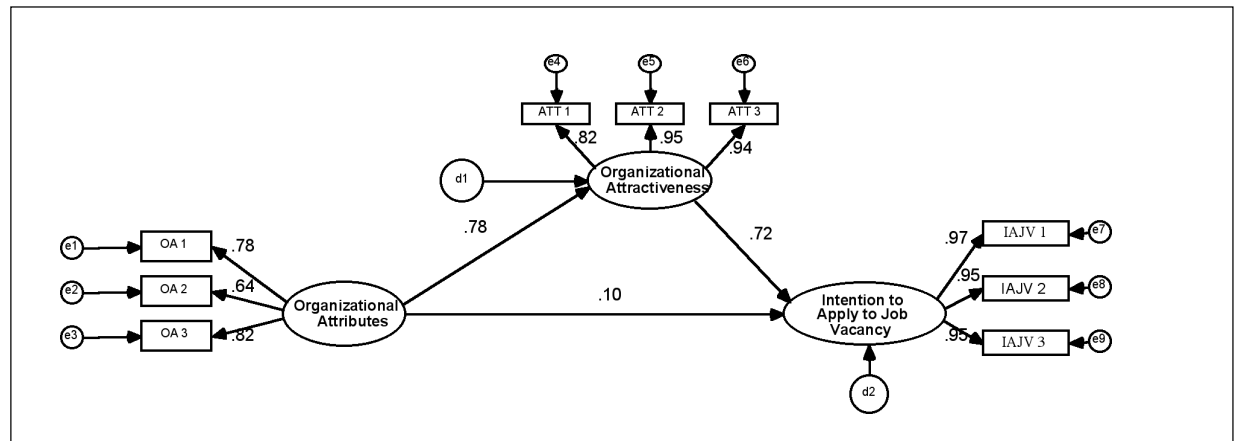 e4
e5
e6
ATT 1
ATT 2
ATT 3
.82
.95
.94
d1
Organizational
Attractiveness
.78
.72
e1
OA 1
.78
e2
OA 2
.64
e3
OA 3
.82
Organizational
Attributes
.10
Intention to
Apply to Job
Vacancy
.97
IAJV 1
e7
.95
IAJV 2
e8
.95
IAJV 3
e9
d2